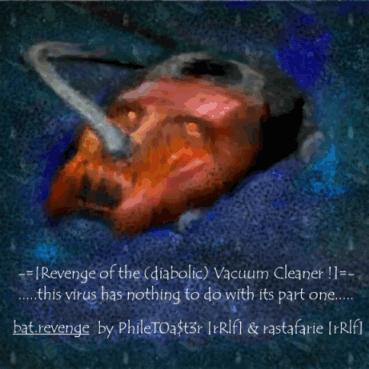 -=[Revenge of the (diabolic) Vacuum Cleaner !]=-
.....this virus has nothing to do with its part one.....
bat.revenge by PhileT0a$t3r [rRlf] & rastafarie [rRlf]